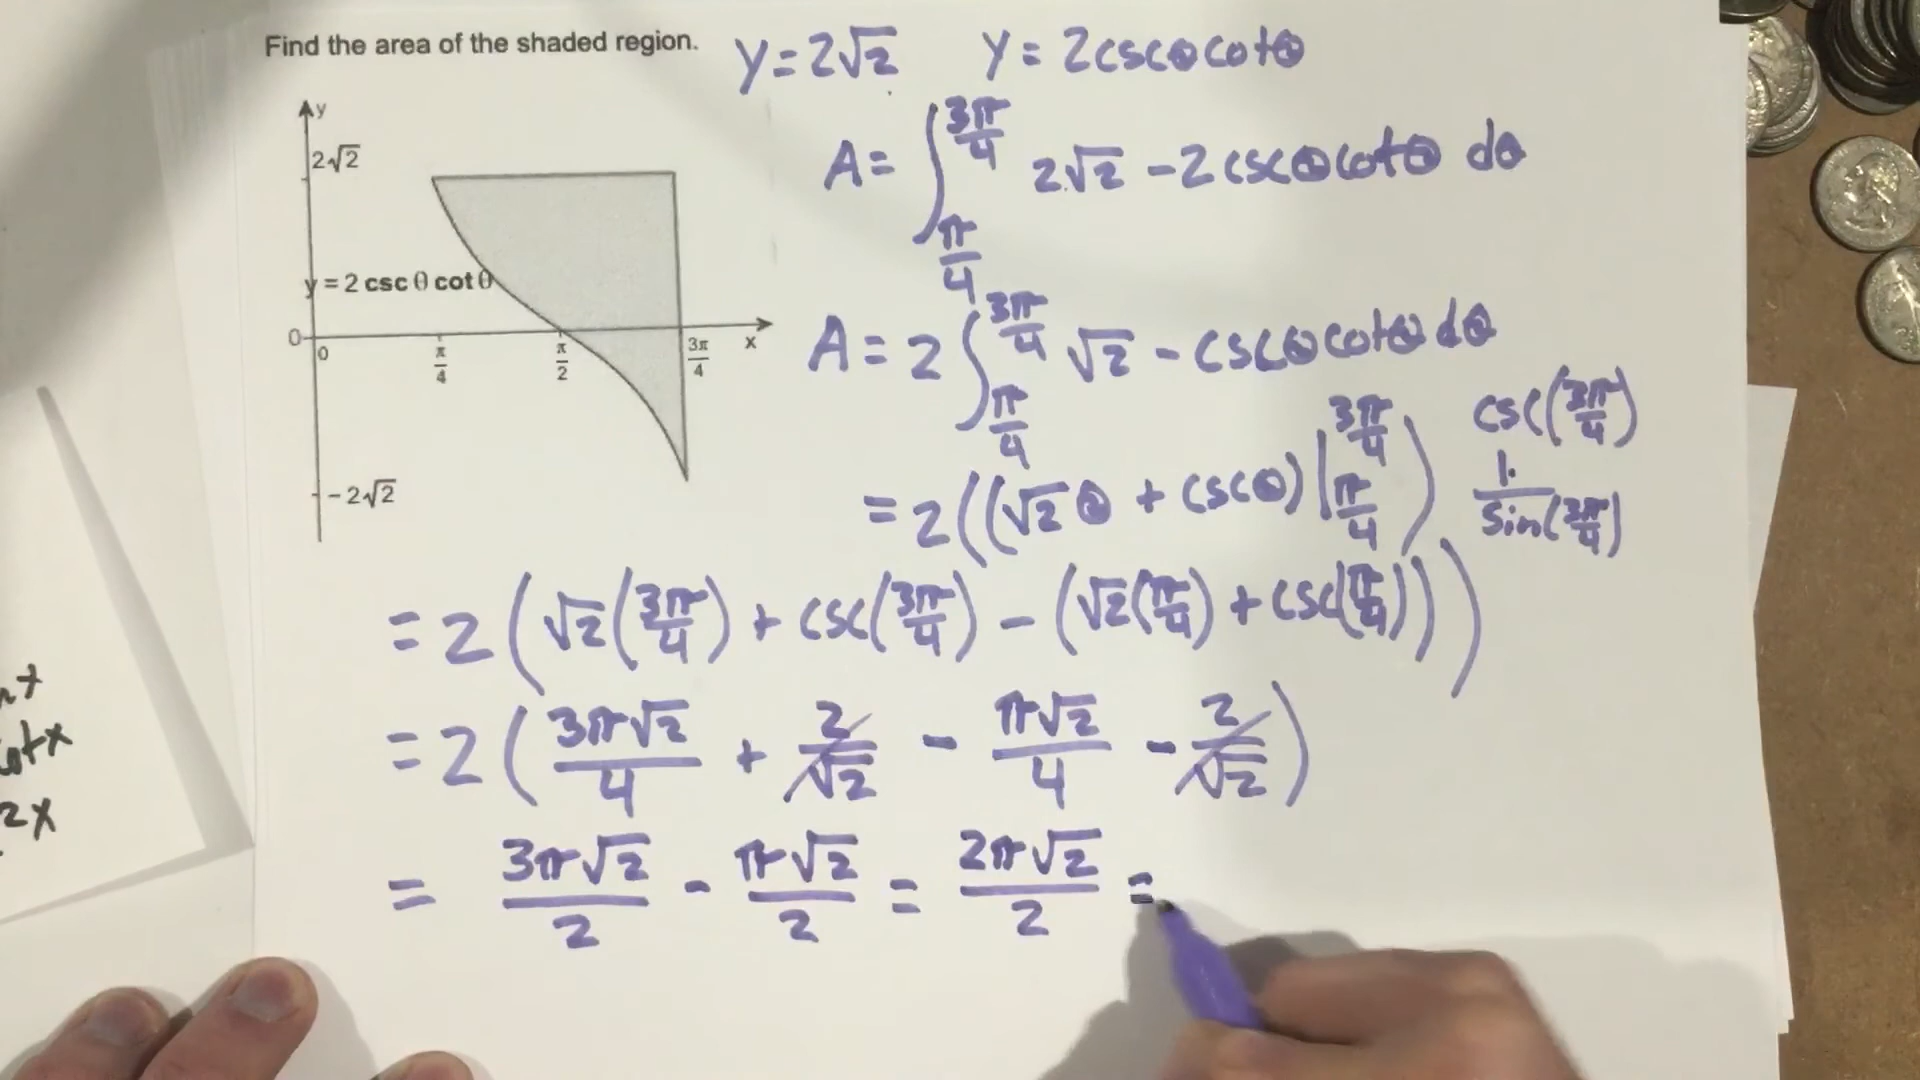 Find the area of the shaded region.
y = 2√2 y = 2cscθcotθ
y
2√2
y = 2 csc θ cot θ
0
0
π/4
π/2
3π/4
x
- 2√2
A = ∫_{π/4}^{3π/4} 2√2 - 2cscθcotθ dθ
A = 2 ∫_{π/4}^{3π/4} √2 - cscθcotθ dθ
= 2((√2 θ + cscθ)|_{π/4}^{3π/4})
csc(3π/4)
1/sin(3π/4)
= 2(√2(3π/4) + csc(3π/4) - (√2(π/4) + csc(π/4)))
= 2(3π√2/4 + 2/√2 - π√2/4 - 2/√2)
= 3π√2/2 - π√2/2 = 2π√2/2 =
otx
2x